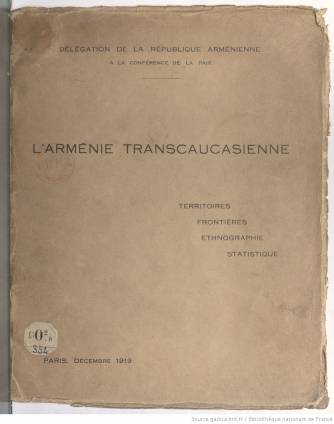 DÉLÉGATION DE LA RÉPUBLIQUE ARMÉNIENNE
A LA CONFÉRENCE DE LA PAIX
L'ARMÉNIE TRANSCAUCASIENNE
TERRITOIRES
FRONTIÈRES
ETHNOGRAPHIE
STATISTIQUE
334
PARIS, DÉCEMBRE 1919
Source gallica.bnf.fr / Bibliothèque nationale de France